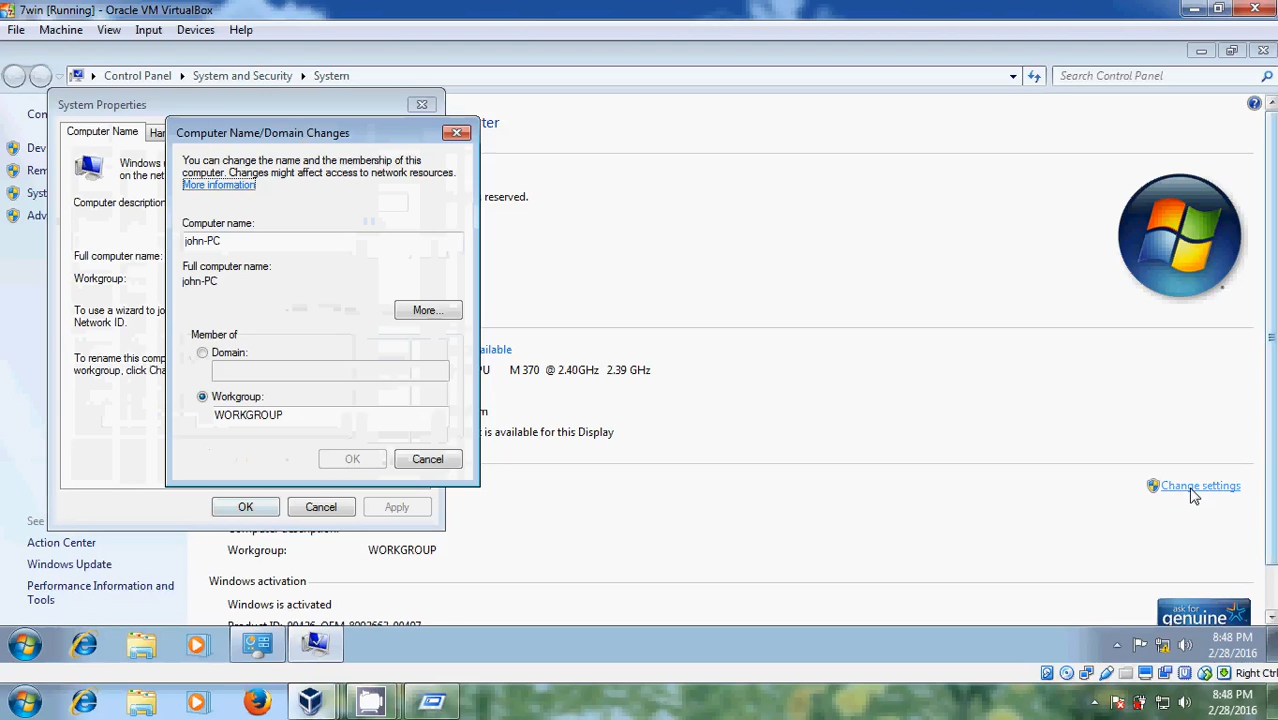 7win [Running] - Oracle VM VirtualBox
File Machine View Input Devices Help
Control Panel System and Security System
Search Control Panel
System Properties
Computer Name
Computer Name/Domain Changes
You can change the name and the membership of this
computer. Changes might affect access to network resources.
More information
Windows
on the net
Computer description
Computer name:
john-PC
Full computer name:
Full computer name:
john-PC
Workgroup:
More...
To use a wizard to jo
Network ID.
Member of
Domain:
To rename this comp
workgroup, click Cha
Workgroup:
WORKGROUP
OK Cancel
OK Cancel Apply
reserved.
M 370 @ 2.40GHz 2.39 GHz
is available for this Display
Change settings
See
Action Center
Windows Update
Performance Information and
Tools
Workgroup: WORKGROUP
Windows activation
Windows is activated
ask for
genuine
8:48 PM
2/28/2016
Right Ctrl
8:48 PM
2/28/2016